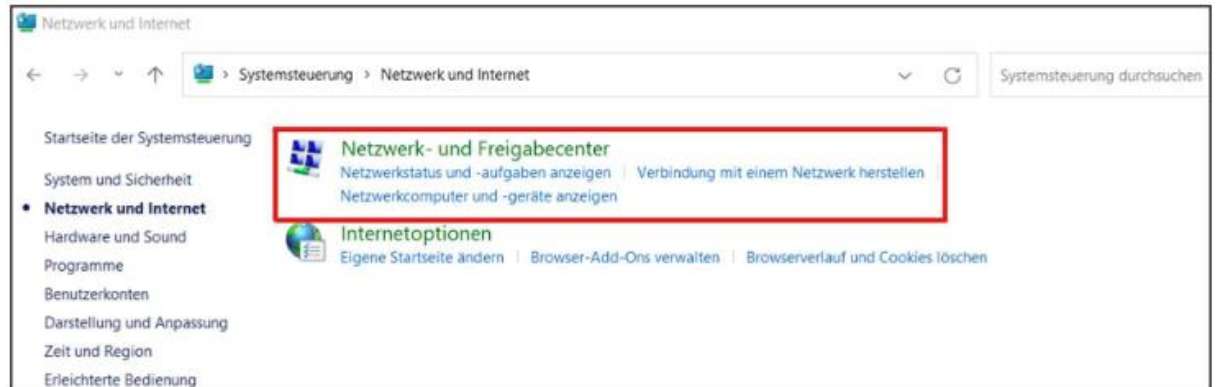 Netzwerk und Internet
Systemsteuerung > Netzwerk und Internet
Systemsteuerung durchsuchen
Startseite der Systemsteuerung
System und Sicherheit
Netzwerk und Internet
Hardware und Sound
Programme
Benutzerkonten
Darstellung und Anpassung
Zeit und Region
Erleichterte Bedienung
Netzwerk- und Freigabecenter
Netzwerkstatus und -aufgaben anzeigen | Verbindung mit einem Netzwerk herstellen
Netzwerkcomputer und -geräte anzeigen
Internetoptionen
Eigene Startseite ändern | Browser-Add-Ons verwalten | Browserverlauf und Cookies löschen